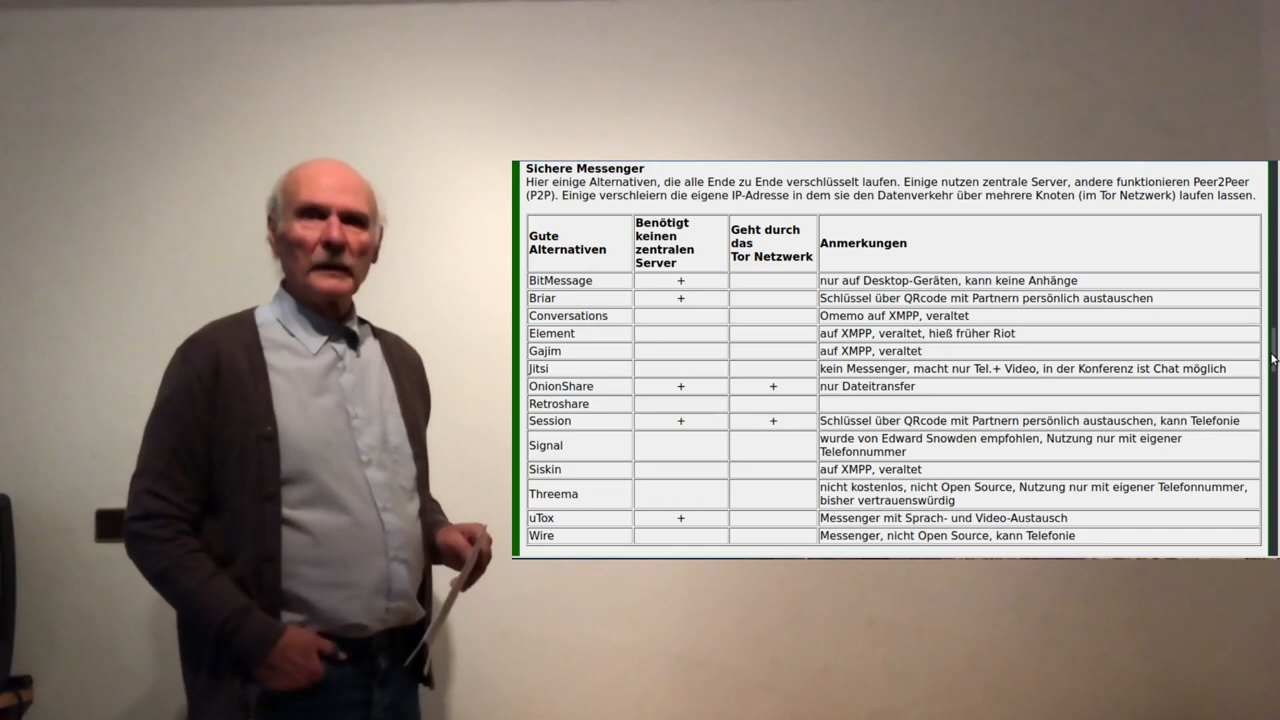 Sichere Messenger
Hier einige Alternativen, die alle Ende zu Ende verschlüsselt laufen. Einige nutzen zentrale Server, andere funktionieren Peer2Peer
(P2P). Einige verschleiern die eigene IP-Adresse in dem sie den Datenverkehr über mehrere Knoten (im Tor Netzwerk) laufen lassen.
Gute
Alternativen
Benötigt
keinen
zentralen
Server
Geht durch
das
Tor Netzwerk
Anmerkungen
BitMessage + nur auf Desktop-Geräten, kann keine Anhänge
Briar + Schlüssel über QRcode mit Partnern persönlich austauschen
Conversations Omemo auf XMPP, veraltet
Element auf XMPP, veraltet, hieß früher Riot
Gajim auf XMPP, veraltet
Jitsi kein Messenger, macht nur Tel.+ Video, in der Konferenz ist Chat möglich
OnionShare + + nur Dateitransfer
Retroshare
Session + + Schlüssel über QRcode mit Partnern persönlich austauschen, kann Telefonie
Signal wurde von Edward Snowden empfohlen, Nutzung nur mit eigener
Telefonnummer
Siskin auf XMPP, veraltet
Threema nicht kostenlos, nicht Open Source, Nutzung nur mit eigener Telefonnummer,
bisher vertrauenswürdig
uTox + Messenger mit Sprach- und Video-Austausch
Wire Messenger, nicht Open Source, kann Telefonie